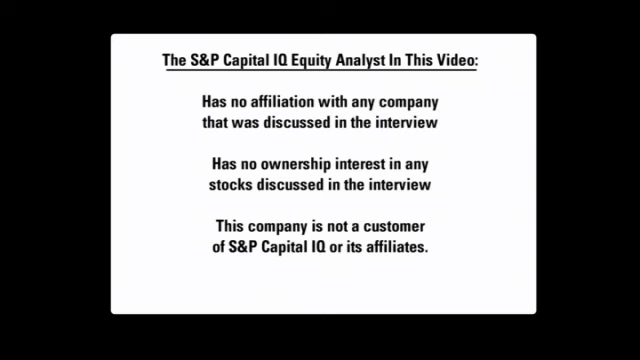 The S&P Capital IQ Equity Analyst In This Video:
Has no affiliation with any company
that was discussed in the interview
Has no ownership interest in any
stocks discussed in the interview
This company is not a customer
of S&P Capital IQ or its affiliates.